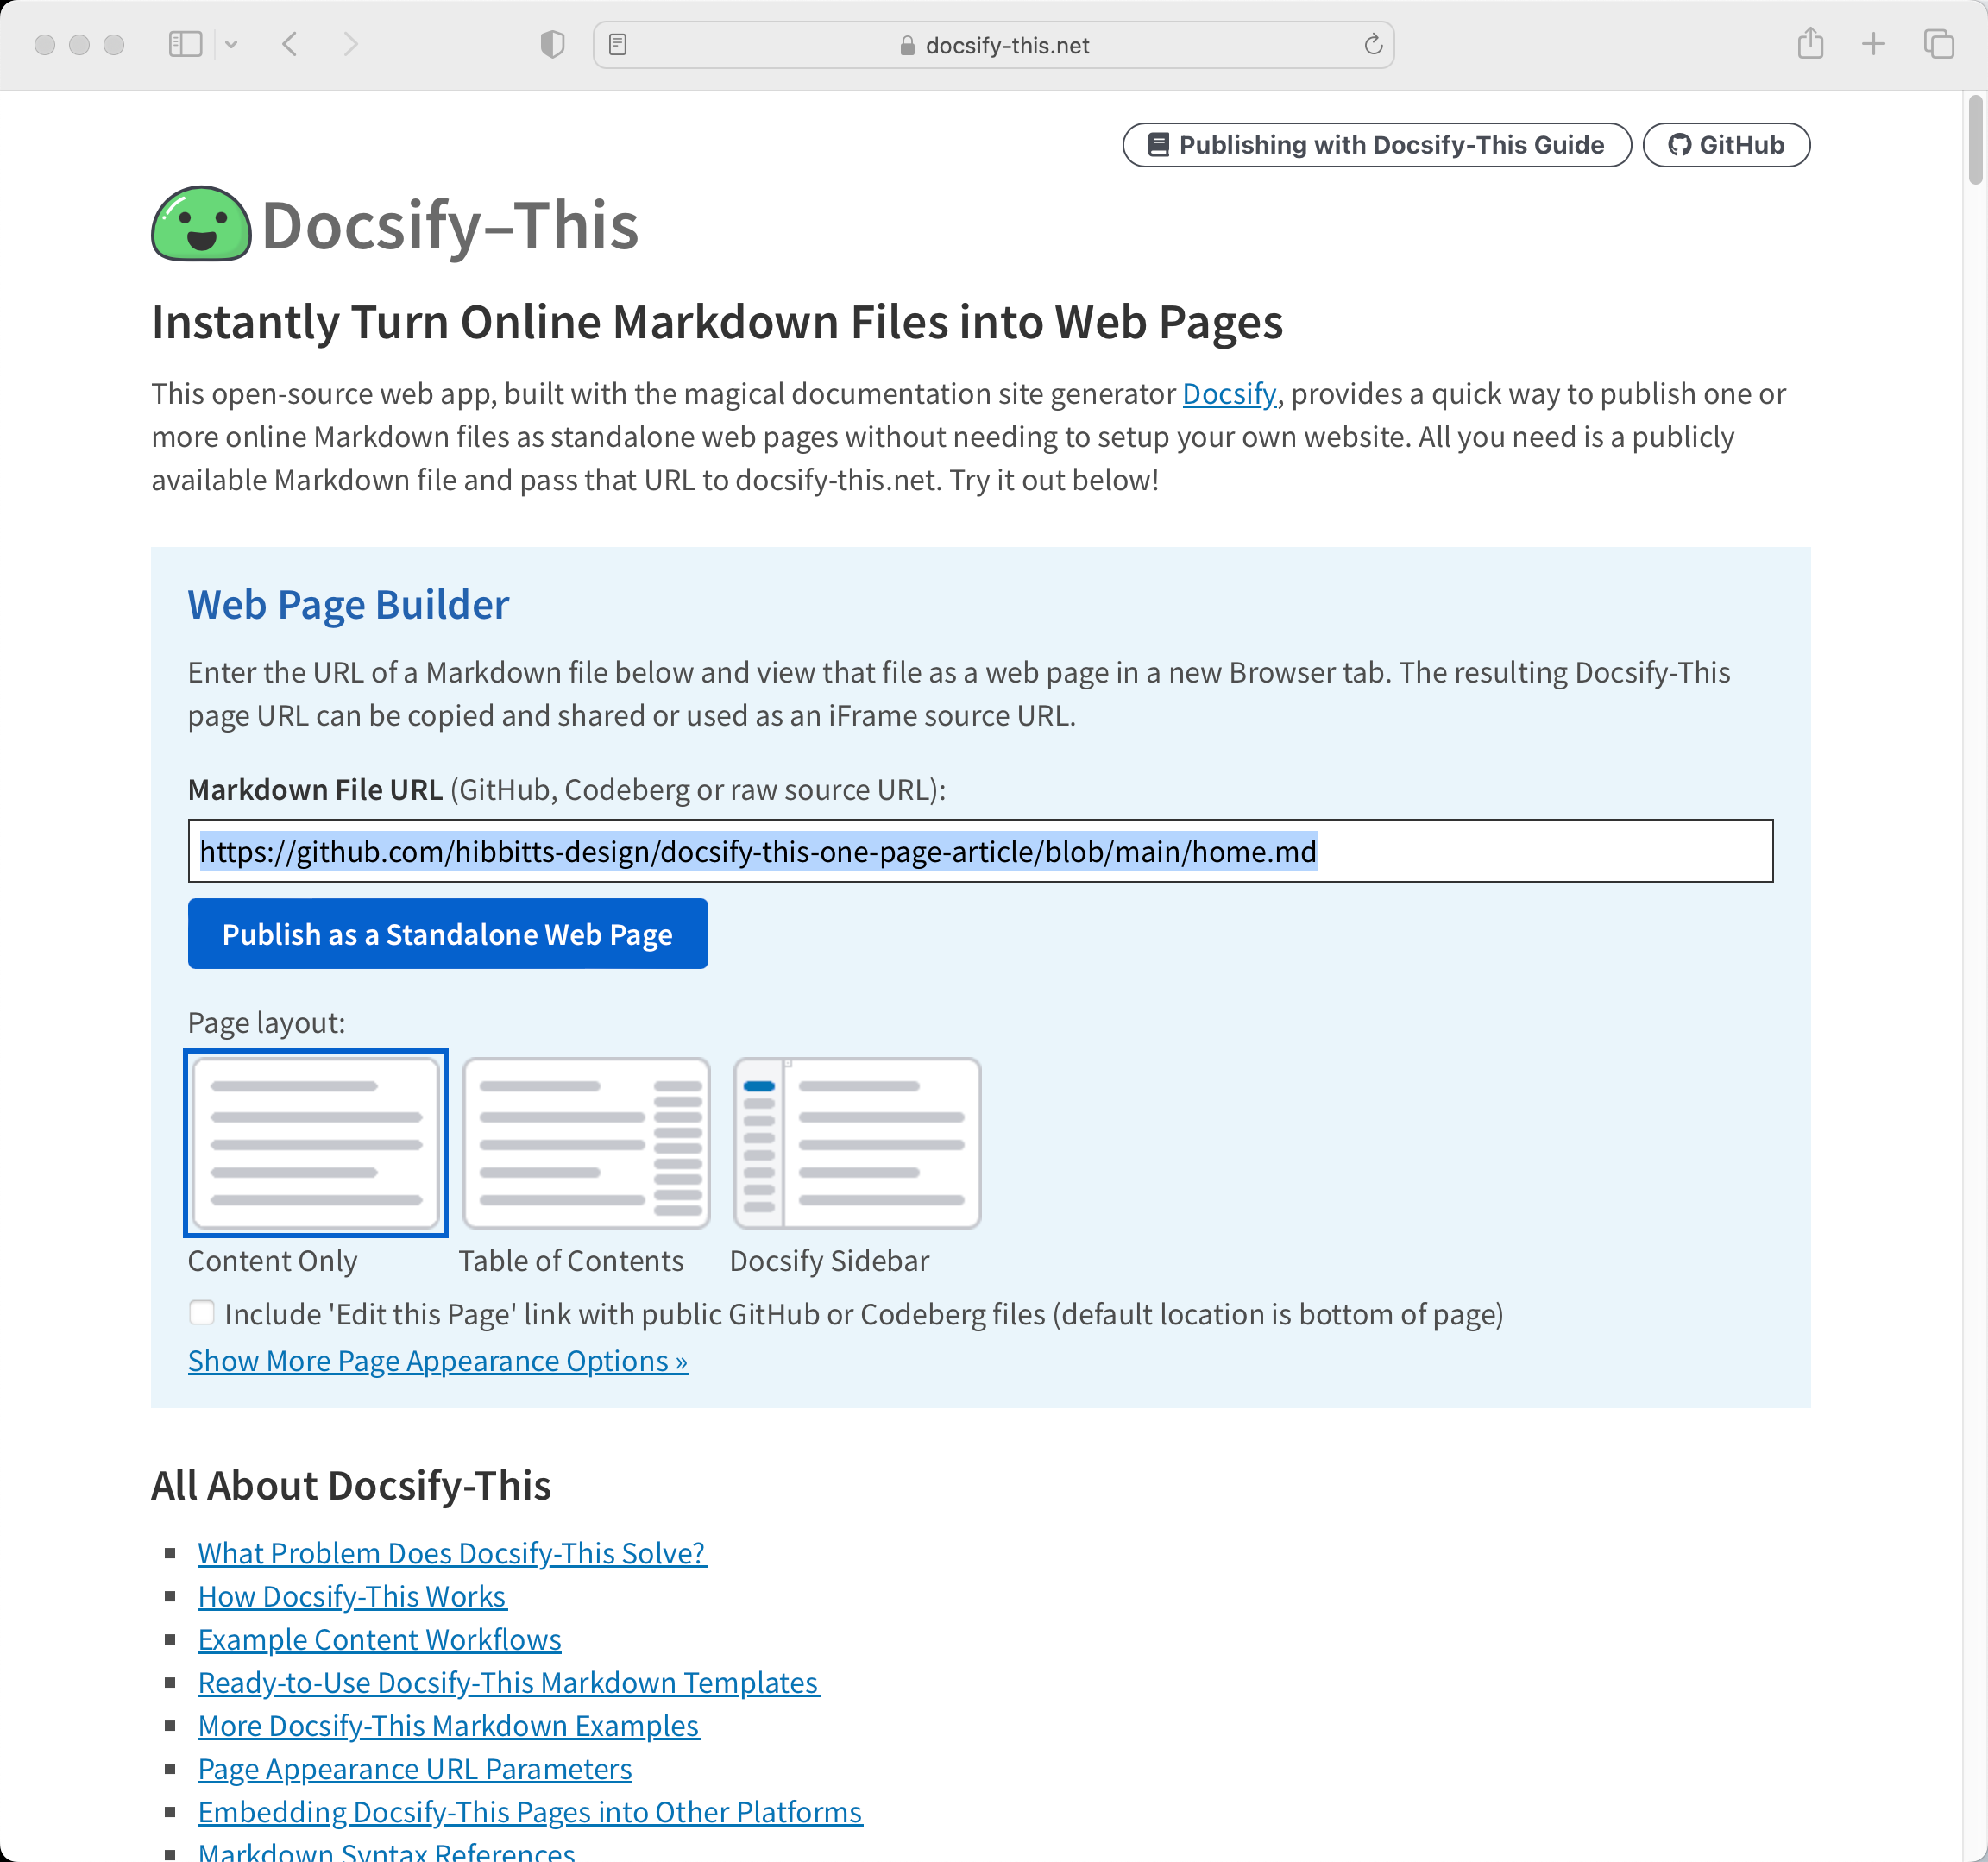 docsify-this.net
Publishing with Docsify-This Guide
GitHub
Docsify–This
Instantly Turn Online Markdown Files into Web Pages
This open-source web app, built with the magical documentation site generator Docsify, provides a quick way to publish one or
more online Markdown files as standalone web pages without needing to setup your own website. All you need is a publicly
available Markdown file and pass that URL to docsify-this.net. Try it out below!
Web Page Builder
Enter the URL of a Markdown file below and view that file as a web page in a new Browser tab. The resulting Docsify-This
page URL can be copied and shared or used as an iFrame source URL.
Markdown File URL (GitHub, Codeberg or raw source URL):
https://github.com/hibbitts-design/docsify-this-one-page-article/blob/main/home.md
Publish as a Standalone Web Page
Page layout:
Content Only
Table of Contents
Docsify Sidebar
Include 'Edit this Page' link with public GitHub or Codeberg files (default location is bottom of page)
Show More Page Appearance Options »
All About Docsify-This
What Problem Does Docsify-This Solve?
How Docsify-This Works
Example Content Workflows
Ready-to-Use Docsify-This Markdown Templates
More Docsify-This Markdown Examples
Page Appearance URL Parameters
Embedding Docsify-This Pages into Other Platforms
Markdown Syntax References